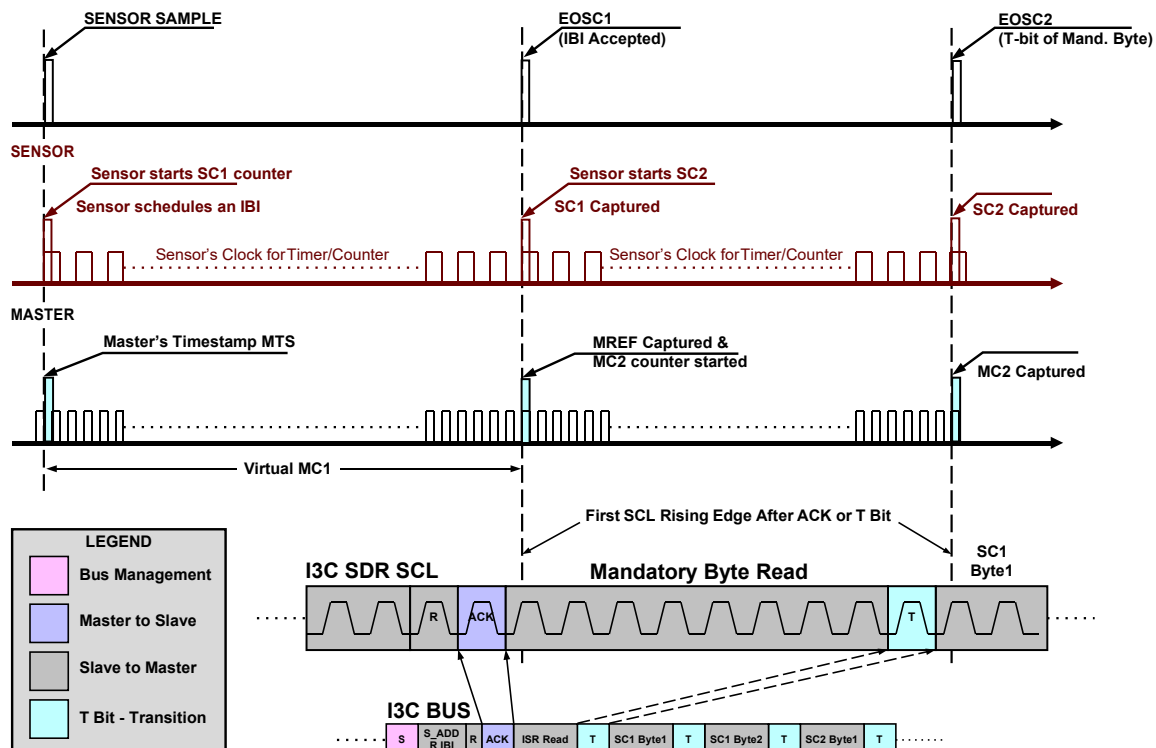 SENSOR SAMPLE
EOSC1
(IBI Accepted)
EOSC2
(T-bit of Mand. Byte)
SENSOR
Sensor starts SC1 counter
Sensor schedules an IBI
Sensor starts SC2
SC1 Captured
SC2 Captured
Sensor's Clock for Timer/Counter
Sensor's Clock for Timer/Counter
MASTER
Master's Timestamp MTS
MREF Captured &
MC2 counter started
MC2 Captured
Virtual MC1
First SCL Rising Edge After ACK or T Bit
LEGEND
Bus Management
Master to Slave
Slave to Master
T Bit - Transition
I3C SDR SCL
Mandatory Byte Read
SC1
Byte1
R
ACK
T
I3C BUS
S
S_ADD
R IBI
R
ACK
ISR Read
T
SC1 Byte1
T
SC1 Byte2
T
SC2 Byte1
T